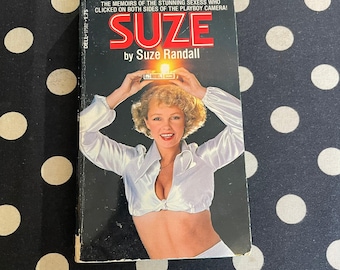 THE MEMOIRS OF THE STUNNING SEXESS WHO
CLICKED ON BOTH SIDES OF THE PLAYBOY CAMERA!
SUZE
by Suze Randall